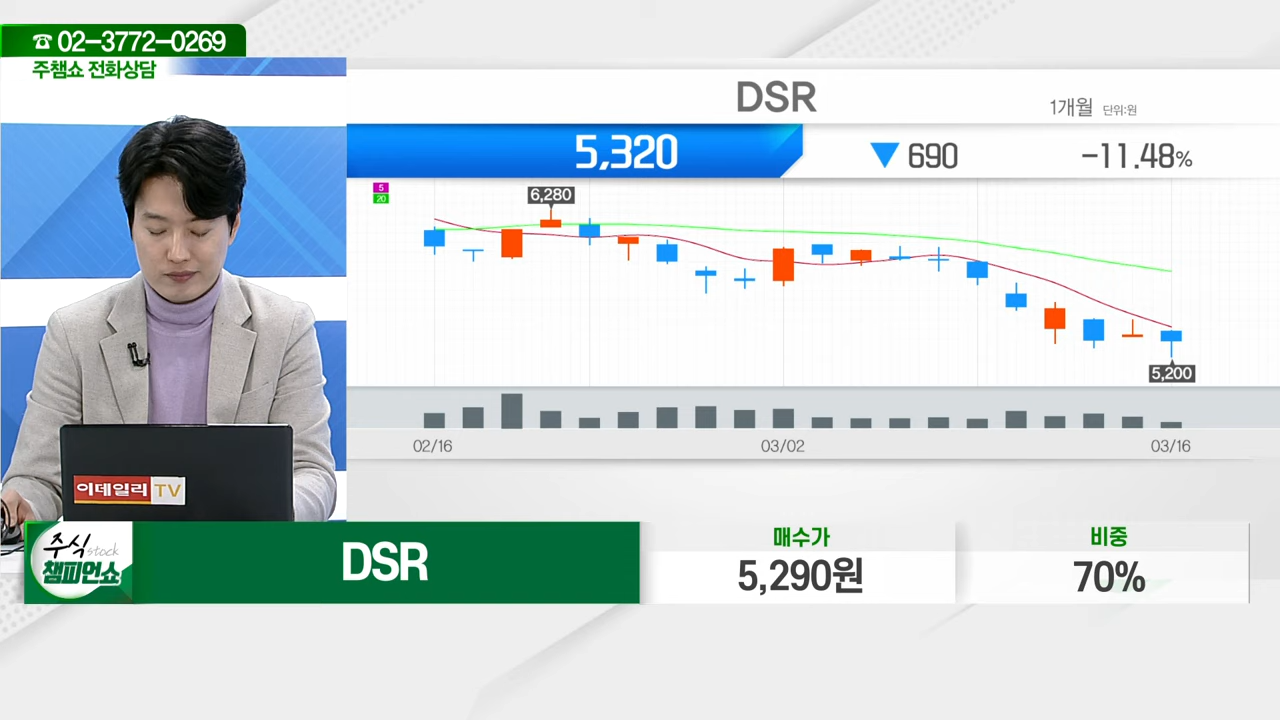 ☎ 02-3772-0269
주챔쇼 전화상담
DSR
1개월 단위:원
5,320 ▼ 690 -11.48%
5
20
6,280
5,200
02/16 03/02 03/16
이데일리 TV
주식 stock
챔피언쇼
DSR
매수가
5,290원
비중
70%